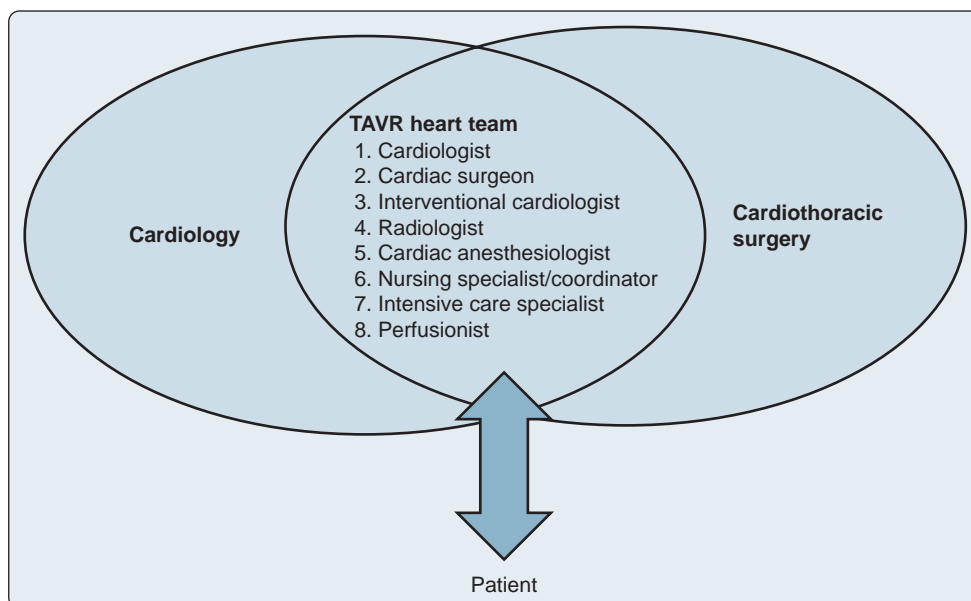 TAVR heart team
1. Cardiologist
2. Cardiac surgeon
3. Interventional cardiologist
4. Radiologist
5. Cardiac anesthesiologist
6. Nursing specialist/coordinator
7. Intensive care specialist
8. Perfusionist
Cardiology
Cardiothoracic
surgery
Patient